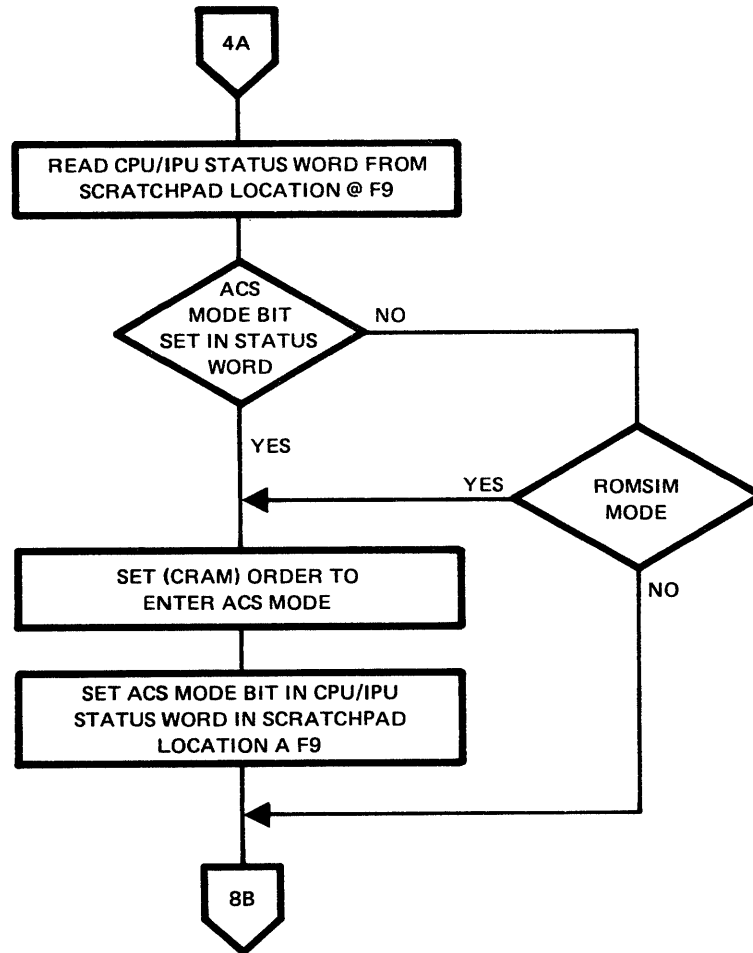 4A
READ CPU/IPU STATUS WORD FROM
SCRATCHPAD LOCATION @ F9
ACS
MODE BIT
SET IN STATUS
WORD
NO
YES
YES
ROMSIM
MODE
NO
SET (CRAM) ORDER TO
ENTER ACS MODE
SET ACS MODE BIT IN CPU/IPU
STATUS WORD IN SCRATCHPAD
LOCATION A F9
8B